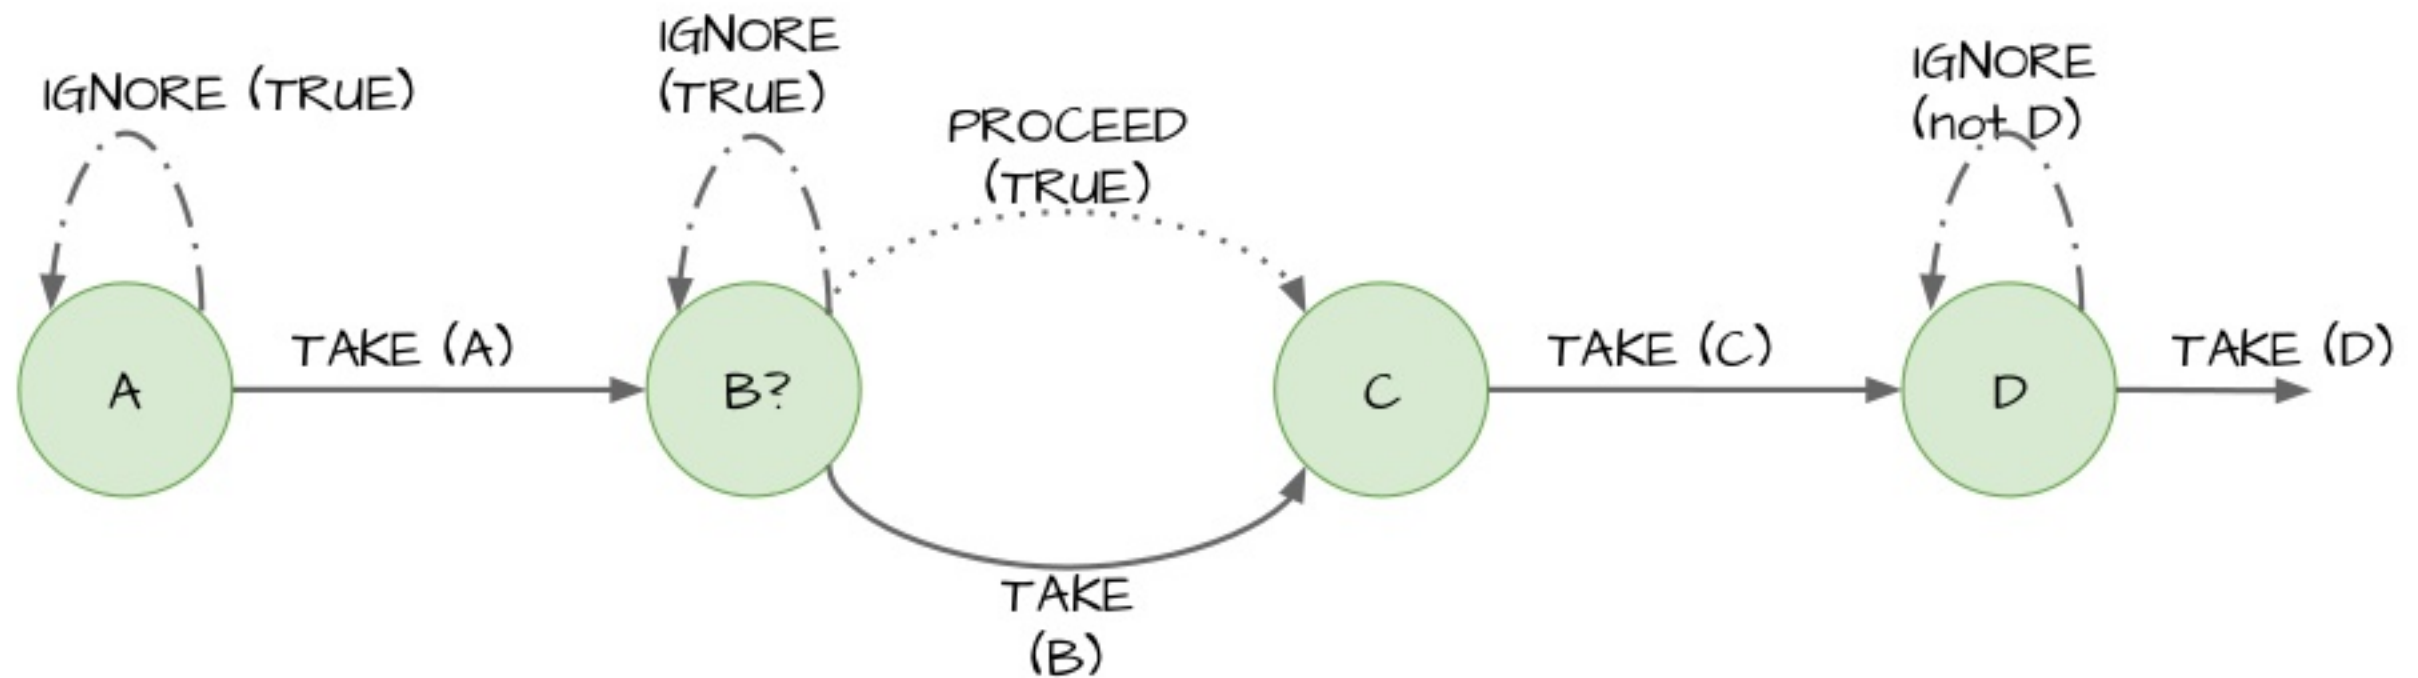 IGNORE (TRUE)
IGNORE
(TRUE)
PROCEED
(TRUE)
IGNORE
(not D)
A
TAKE (A)
B?
C
TAKE (C)
D
TAKE (D)
TAKE
(B)